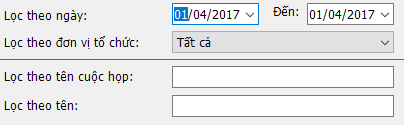 Lọc theo ngày: 01/04/2017 Đến: 01/04/2017
Lọc theo đơn vị tổ chức: Tất cả
Lọc theo tên cuộc họp:
Lọc theo tên: